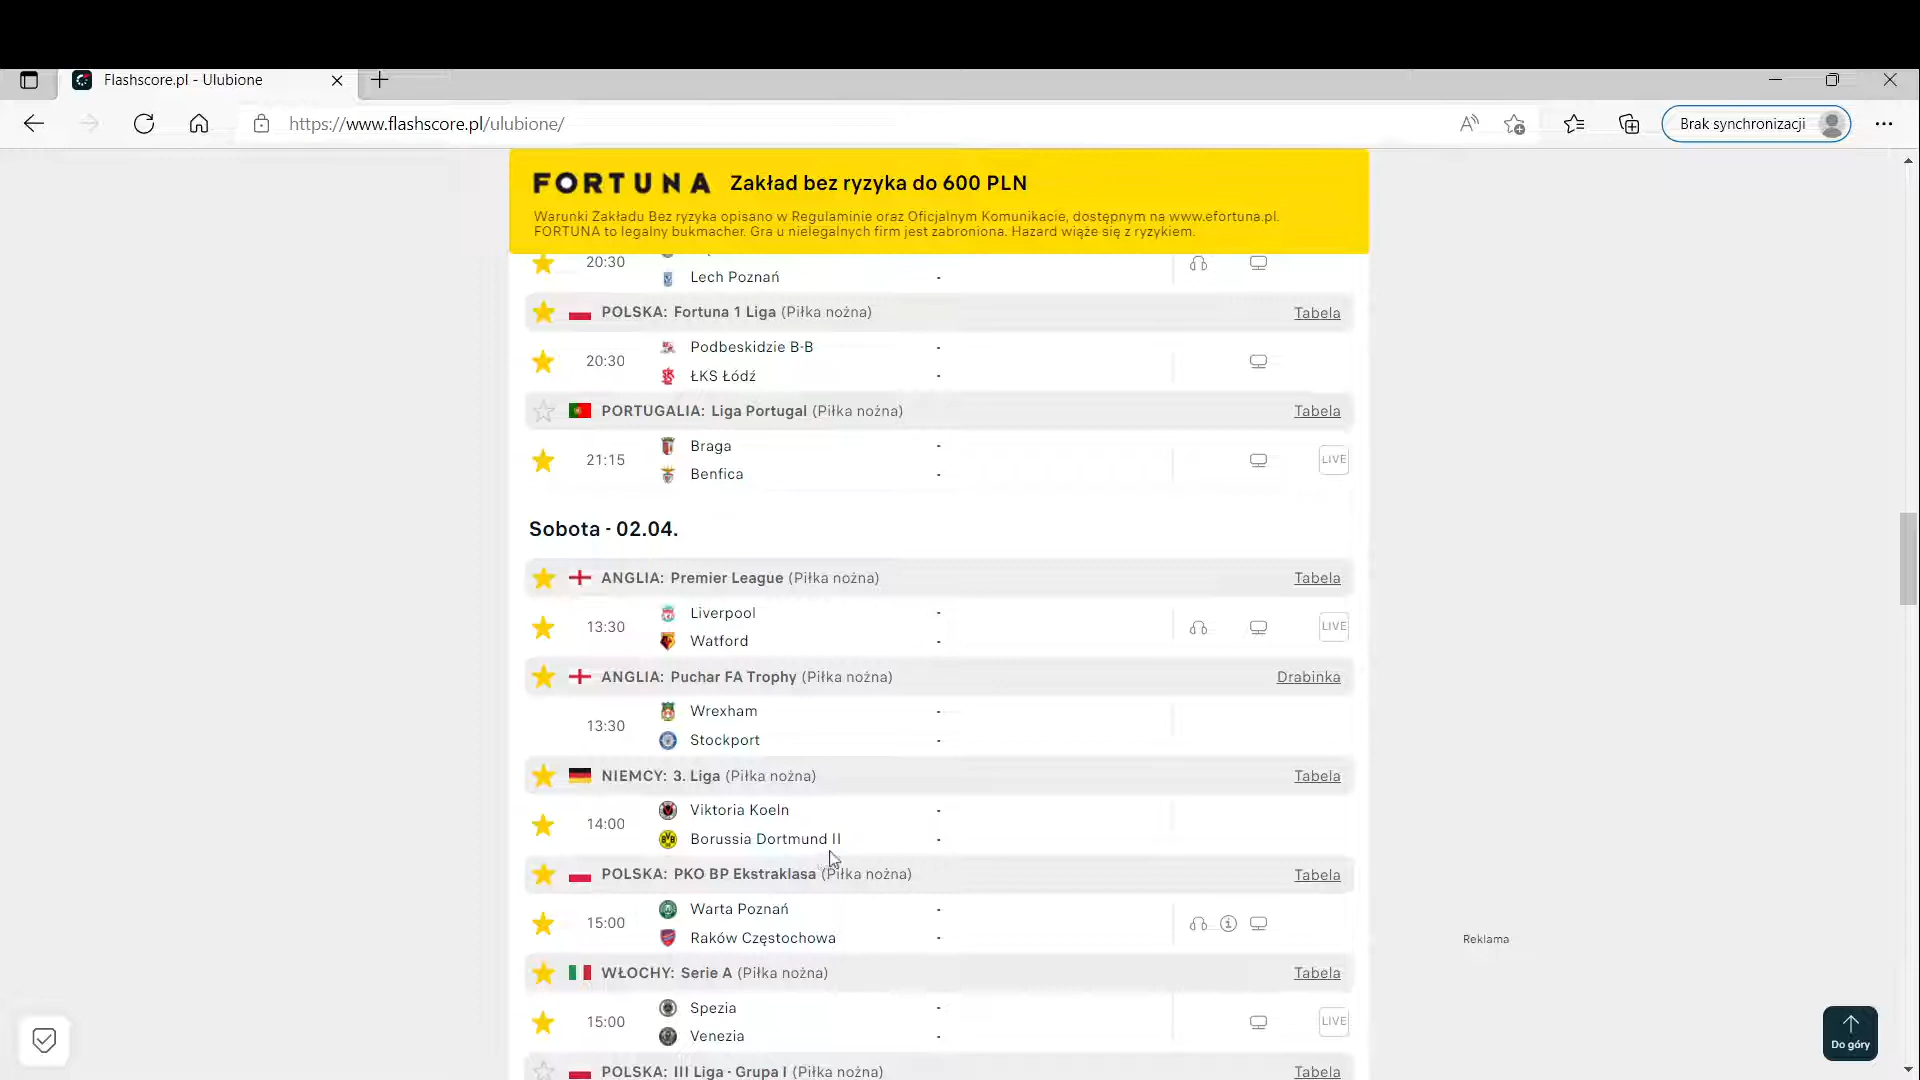 Flashscore.pl - Ulubione
https://www.flashscore.pl/ulubione/
Brak synchronizacji
FORTUNA Zakład bez ryzyka do 600 PLN
Warunki Zakładu Bez ryzyka opisano w Regulaminie oraz Oficjalnym Komunikacie, dostępnym na www.efortuna.pl.
FORTUNA to legalny bukmacher. Gra u nielegalnych firm jest zabroniona. Hazard wiąże się z ryzykiem.
20:30
Lech Poznań -
POLSKA: Fortuna 1 Liga (Piłka nożna) Tabela
20:30
Podbeskidzie B-B -
ŁKS Łódź -
PORTUGALIA: Liga Portugal (Piłka nożna) Tabela
21:15
Braga -
Benfica -
LIVE
Sobota - 02.04.
ANGLIA: Premier League (Piłka nożna) Tabela
13:30
Liverpool -
Watford -
LIVE
ANGLIA: Puchar FA Trophy (Piłka nożna) Drabinka
13:30
Wrexham -
Stockport -
NIEMCY: 3. Liga (Piłka nożna) Tabela
14:00
Viktoria Koeln -
Borussia Dortmund II -
POLSKA: PKO BP Ekstraklasa (Piłka nożna) Tabela
15:00
Warta Poznań -
Raków Częstochowa -
Reklama
WŁOCHY: Serie A (Piłka nożna) Tabela
15:00
Spezia -
Venezia -
LIVE
Do góry
POLSKA: III Liga - Grupa I (Piłka nożna) Tabela